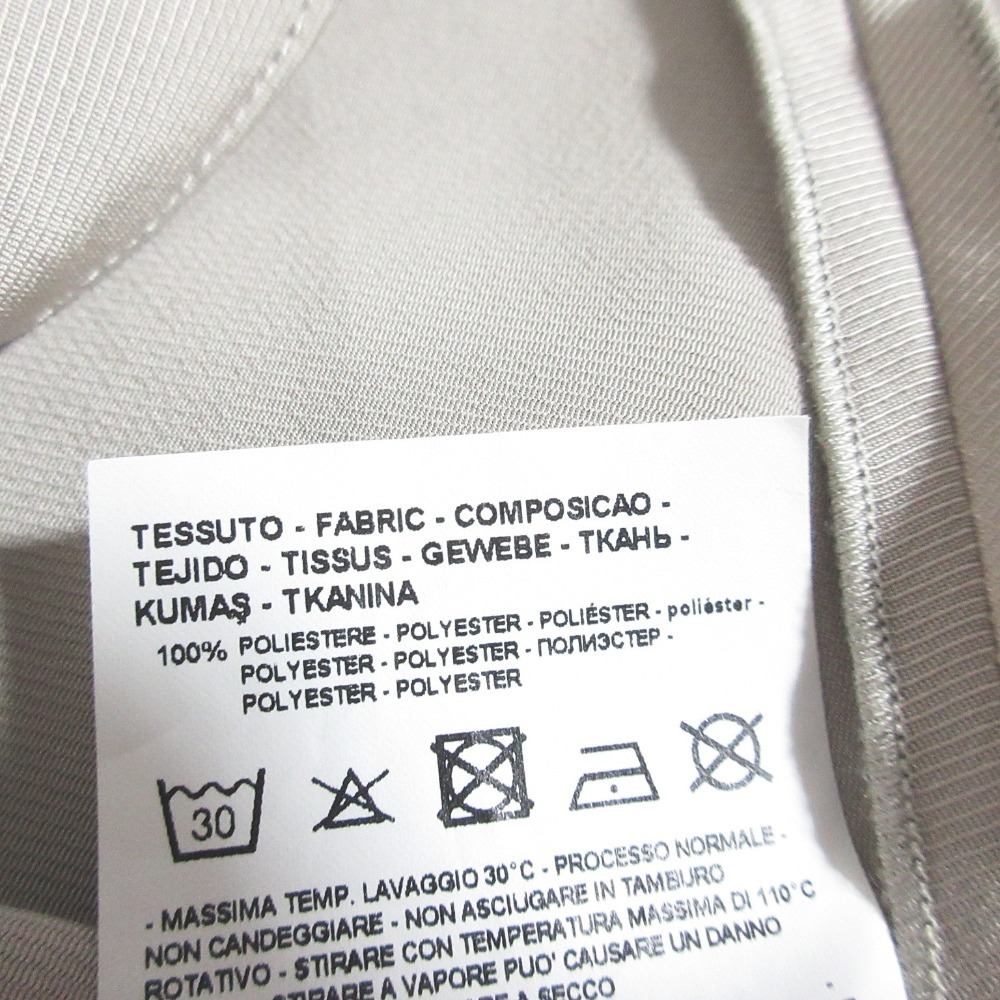 TESSUTO - FABRIC - COMPOSICAO -
TEJIDO - TISSUS - GEWEBE - ТКАНЬ -
KUMAŞ - TKANINA
100% POLIESTERE - POLYESTER - POLIÉSTER - poliéster -
POLYESTER - POLYESTER - ПОЛИЭСТЕР -
POLYESTER - POLYESTER
30
- MASSIMA TEMP. LAVAGGIO 30°C - PROCESSO NORMALE -
NON CANDEGGIARE - NON ASCIUGARE IN TAMBURO
ROTATIVO - STIRARE CON TEMPERATURA MASSIMA DI 110°C
STIRARE A VAPORE PUO' CAUSARE UN DANNO
A SECCO